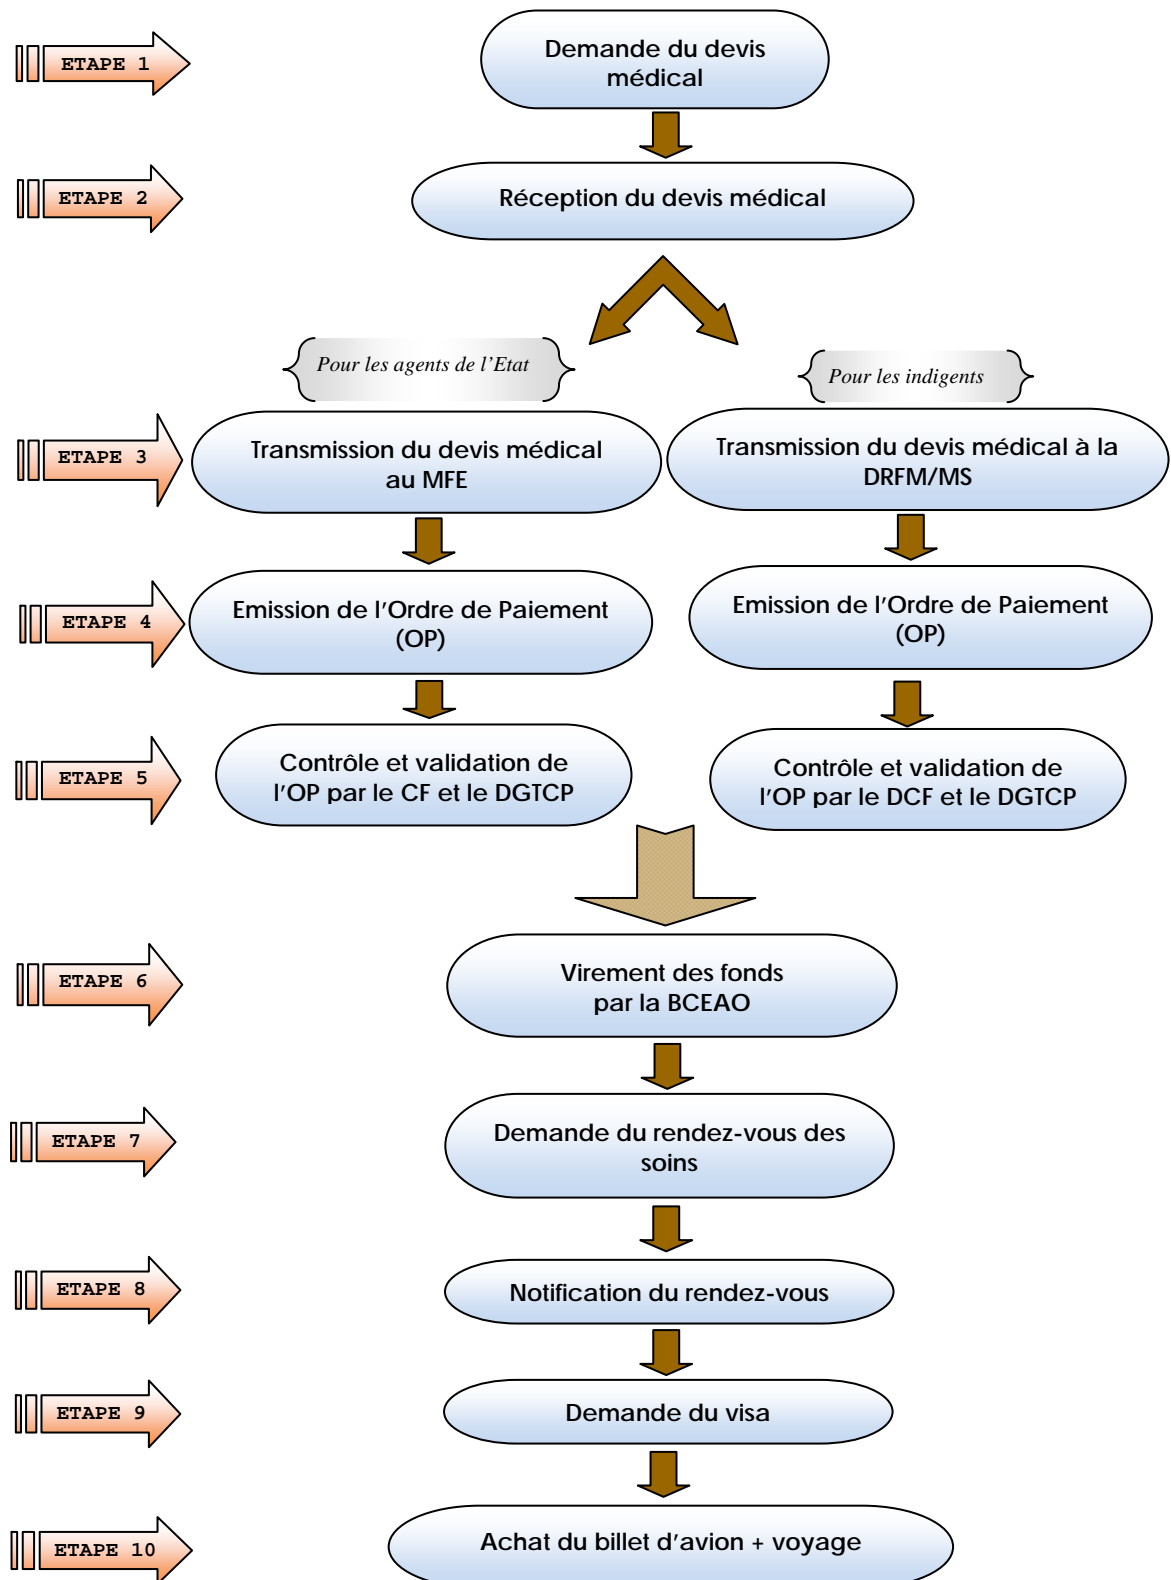 ETAPE 1
Demande du devis
médical
ETAPE 2
Réception du devis médical
Pour les agents de l'Etat
Pour les indigents
ETAPE 3
Transmission du devis médical
au MFE
Transmission du devis médical à la
DRFM/MS
ETAPE 4
Emission de l'Ordre de Paiement
(OP)
Emission de l'Ordre de Paiement
(OP)
ETAPE 5
Contrôle et validation de
l'OP par le CF et le DGTCP
Contrôle et validation de
l'OP par le DCF et le DGTCP
ETAPE 6
Virement des fonds
par la BCEAO
ETAPE 7
Demande du rendez-vous des
soins
ETAPE 8
Notification du rendez-vous
ETAPE 9
Demande du visa
ETAPE 10
Achat du billet d'avion + voyage